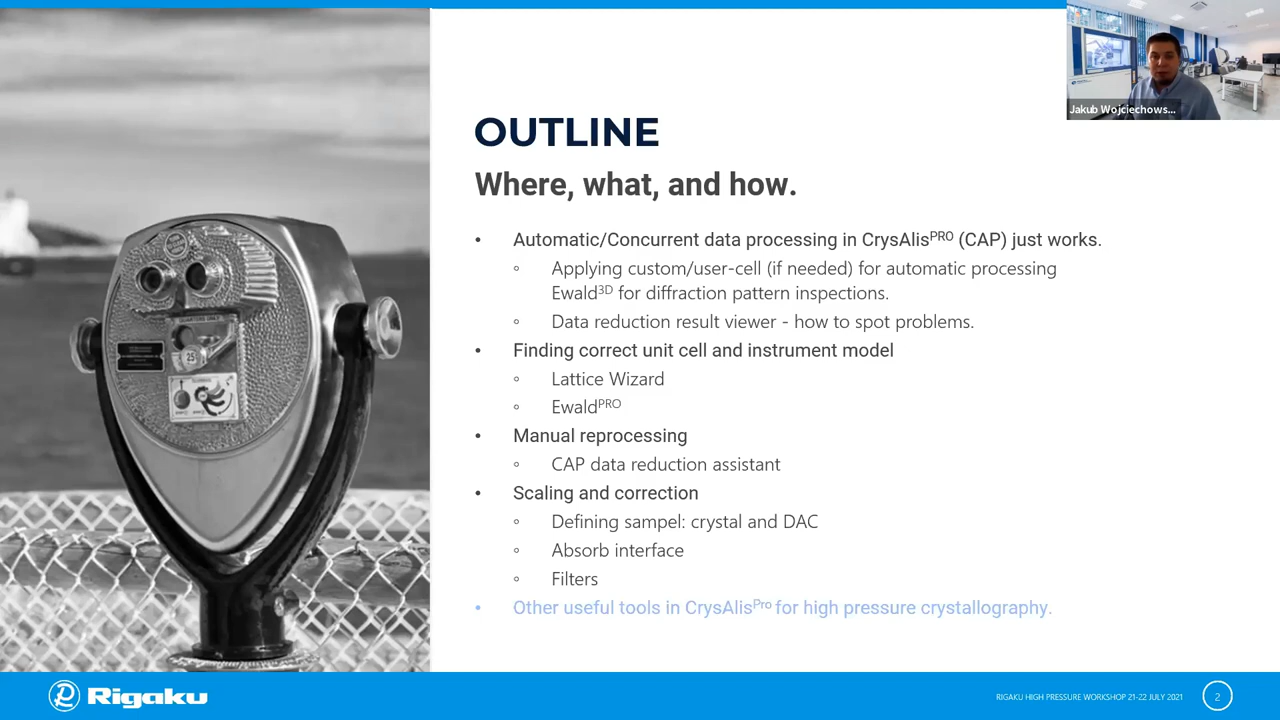 Jakub Wojciechows...
OUTLINE
Where, what, and how.
• Automatic/Concurrent data processing in CrysAlisPRO (CAP) just works.
◦ Applying custom/user-cell (if needed) for automatic processing
Ewald3D for diffraction pattern inspections.
◦ Data reduction result viewer - how to spot problems.
• Finding correct unit cell and instrument model
◦ Lattice Wizard
◦ EwaldPRO
• Manual reprocessing
◦ CAP data reduction assistant
• Scaling and correction
◦ Defining sampel: crystal and DAC
◦ Absorb interface
◦ Filters
• Other useful tools in CrysAlisPro for high pressure crystallography.
25
Rigaku
RIGAKU HIGH PRESSURE WORKSHOP 21-22 JULY 2021
2